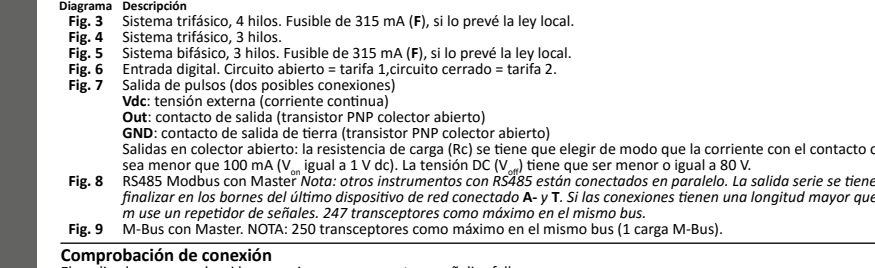 Diagrama Descripción
Fig. 3 Sistema trifásico, 4 hilos. Fusible de 315 mA (F), si lo prevé la ley local.
Fig. 4 Sistema trifásico, 3 hilos.
Fig. 5 Sistema bifásico, 3 hilos. Fusible de 315 mA (F), si lo prevé la ley local.
Fig. 6 Entrada digital. Circuito abierto = tarifa 1,circuito cerrado = tarifa 2.
Fig. 7 Salida de pulsos (dos posibles conexiones)
Vdc: tensión externa (corriente continua)
Out: contacto de salida (transistor PNP colector abierto)
GND: contacto de salida de tierra (transistor PNP colector abierto)
Salidas en colector abierto: la resistencia de carga (Rc) se tiene que elegir de modo que la corriente con el contacto
sea menor que 100 mA (Von igual a 1 V dc). La tensión DC (Voff) tiene que ser menor o igual a 80 V.
Fig. 8 RS485 Modbus con Master Nota: otros instrumentos con RS485 están conectados en paralelo. La salida serie se tiene
finalizar en los bornes del último dispositivo de red conectado A- y T. Si las conexiones tienen una longitud mayor que
m use un repetidor de señales. 247 transceptores como máximo en el mismo bus.
Fig. 9 M-Bus con Master. NOTA: 250 transceptores como máximo en el mismo bus (1 carga M-Bus).
Comprobación de conexión